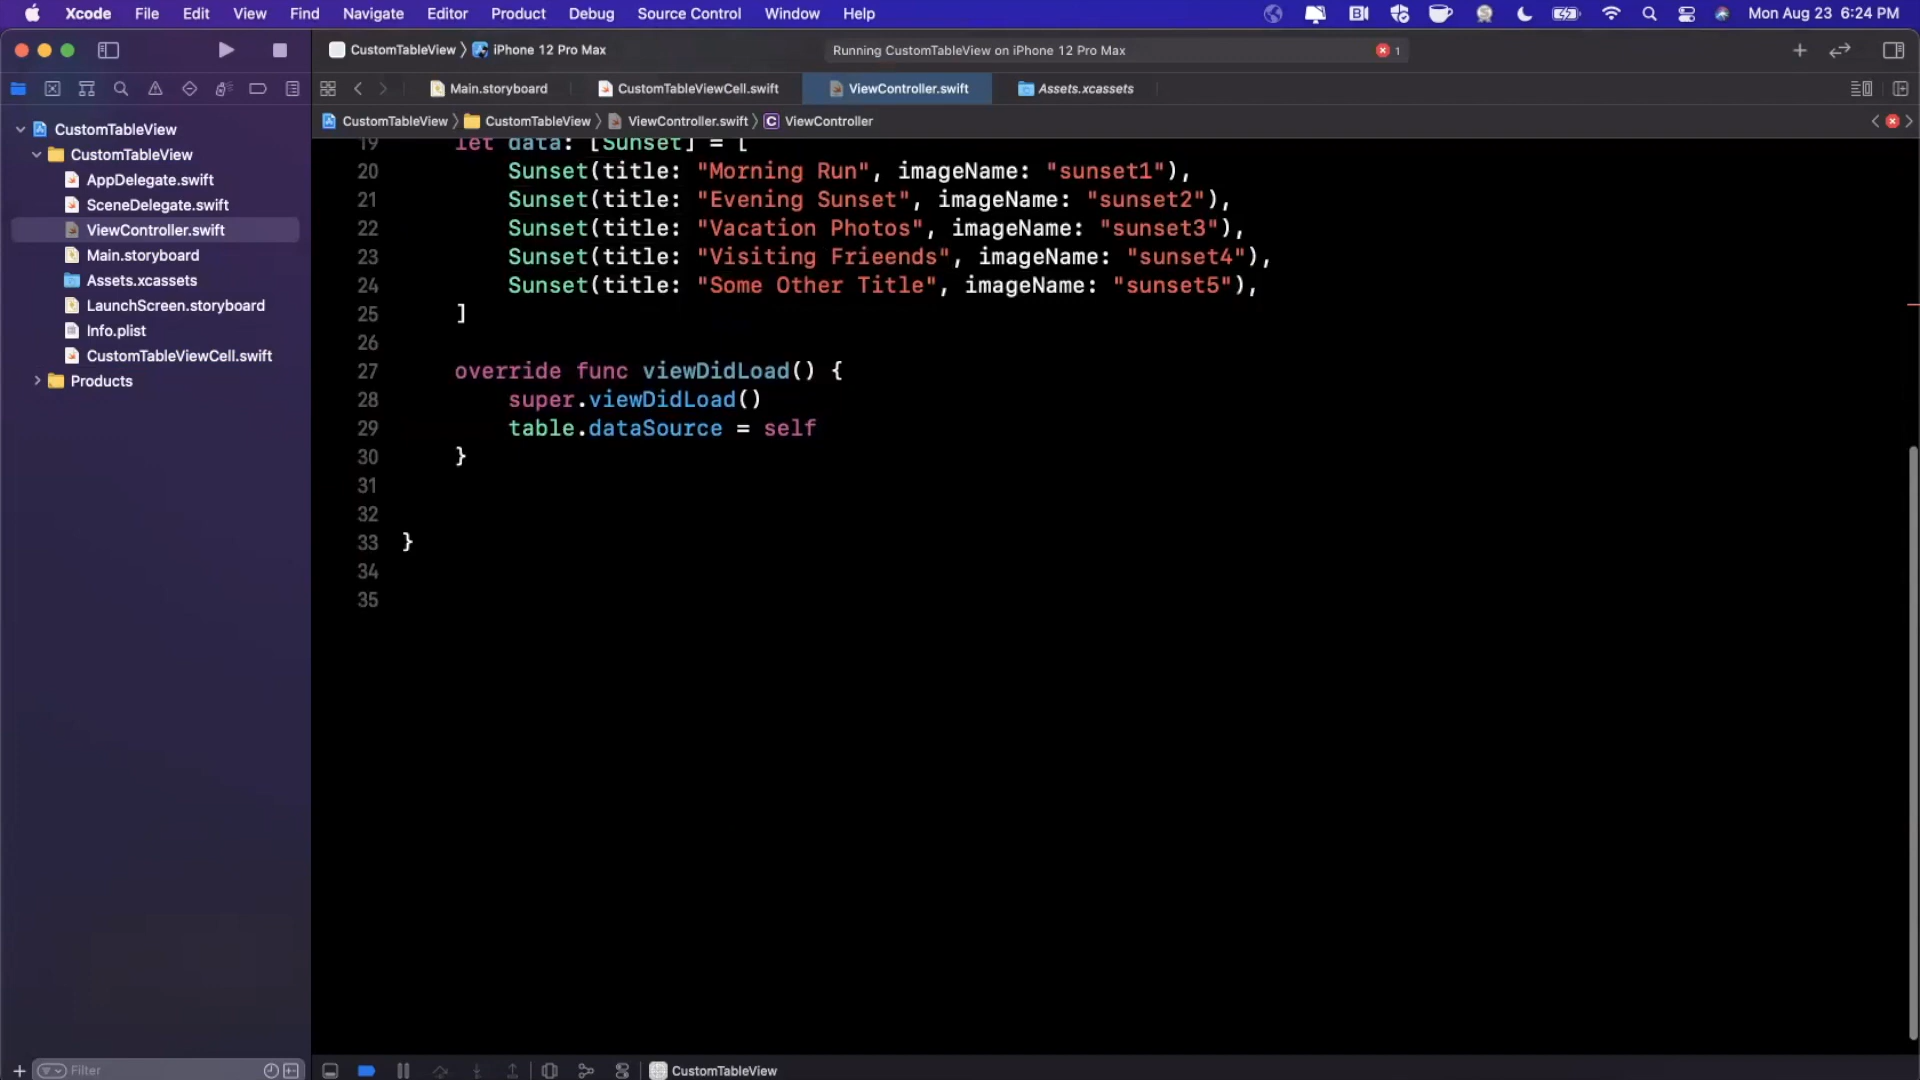 Xcode File Edit View Find Navigate Editor Product Debug Source Control Window Help Mon Aug 23 6:24 PM
CustomTableView iPhone 12 Pro Max Running CustomTableView on iPhone 12 Pro Max 1
Main.storyboard CustomTableViewCell.swift ViewController.swift Assets.xcassets
CustomTableView CustomTableView ViewController.swift C ViewController
CustomTableView
CustomTableView
AppDelegate.swift
SceneDelegate.swift
ViewController.swift
Main.storyboard
Assets.xcassets
LaunchScreen.storyboard
Info.plist
CustomTableViewCell.swift
Products
19 let data: [Sunset] = [
20 Sunset(title: "Morning Run", imageName: "sunset1"),
21 Sunset(title: "Evening Sunset", imageName: "sunset2"),
22 Sunset(title: "Vacation Photos", imageName: "sunset3"),
23 Sunset(title: "Visiting Frieends", imageName: "sunset4"),
24 Sunset(title: "Some Other Title", imageName: "sunset5"),
25 ]
26
27 override func viewDidLoad() {
28 super.viewDidLoad()
29 table.dataSource = self
30 }
31
32
33 }
34
35
Filter
CustomTableView